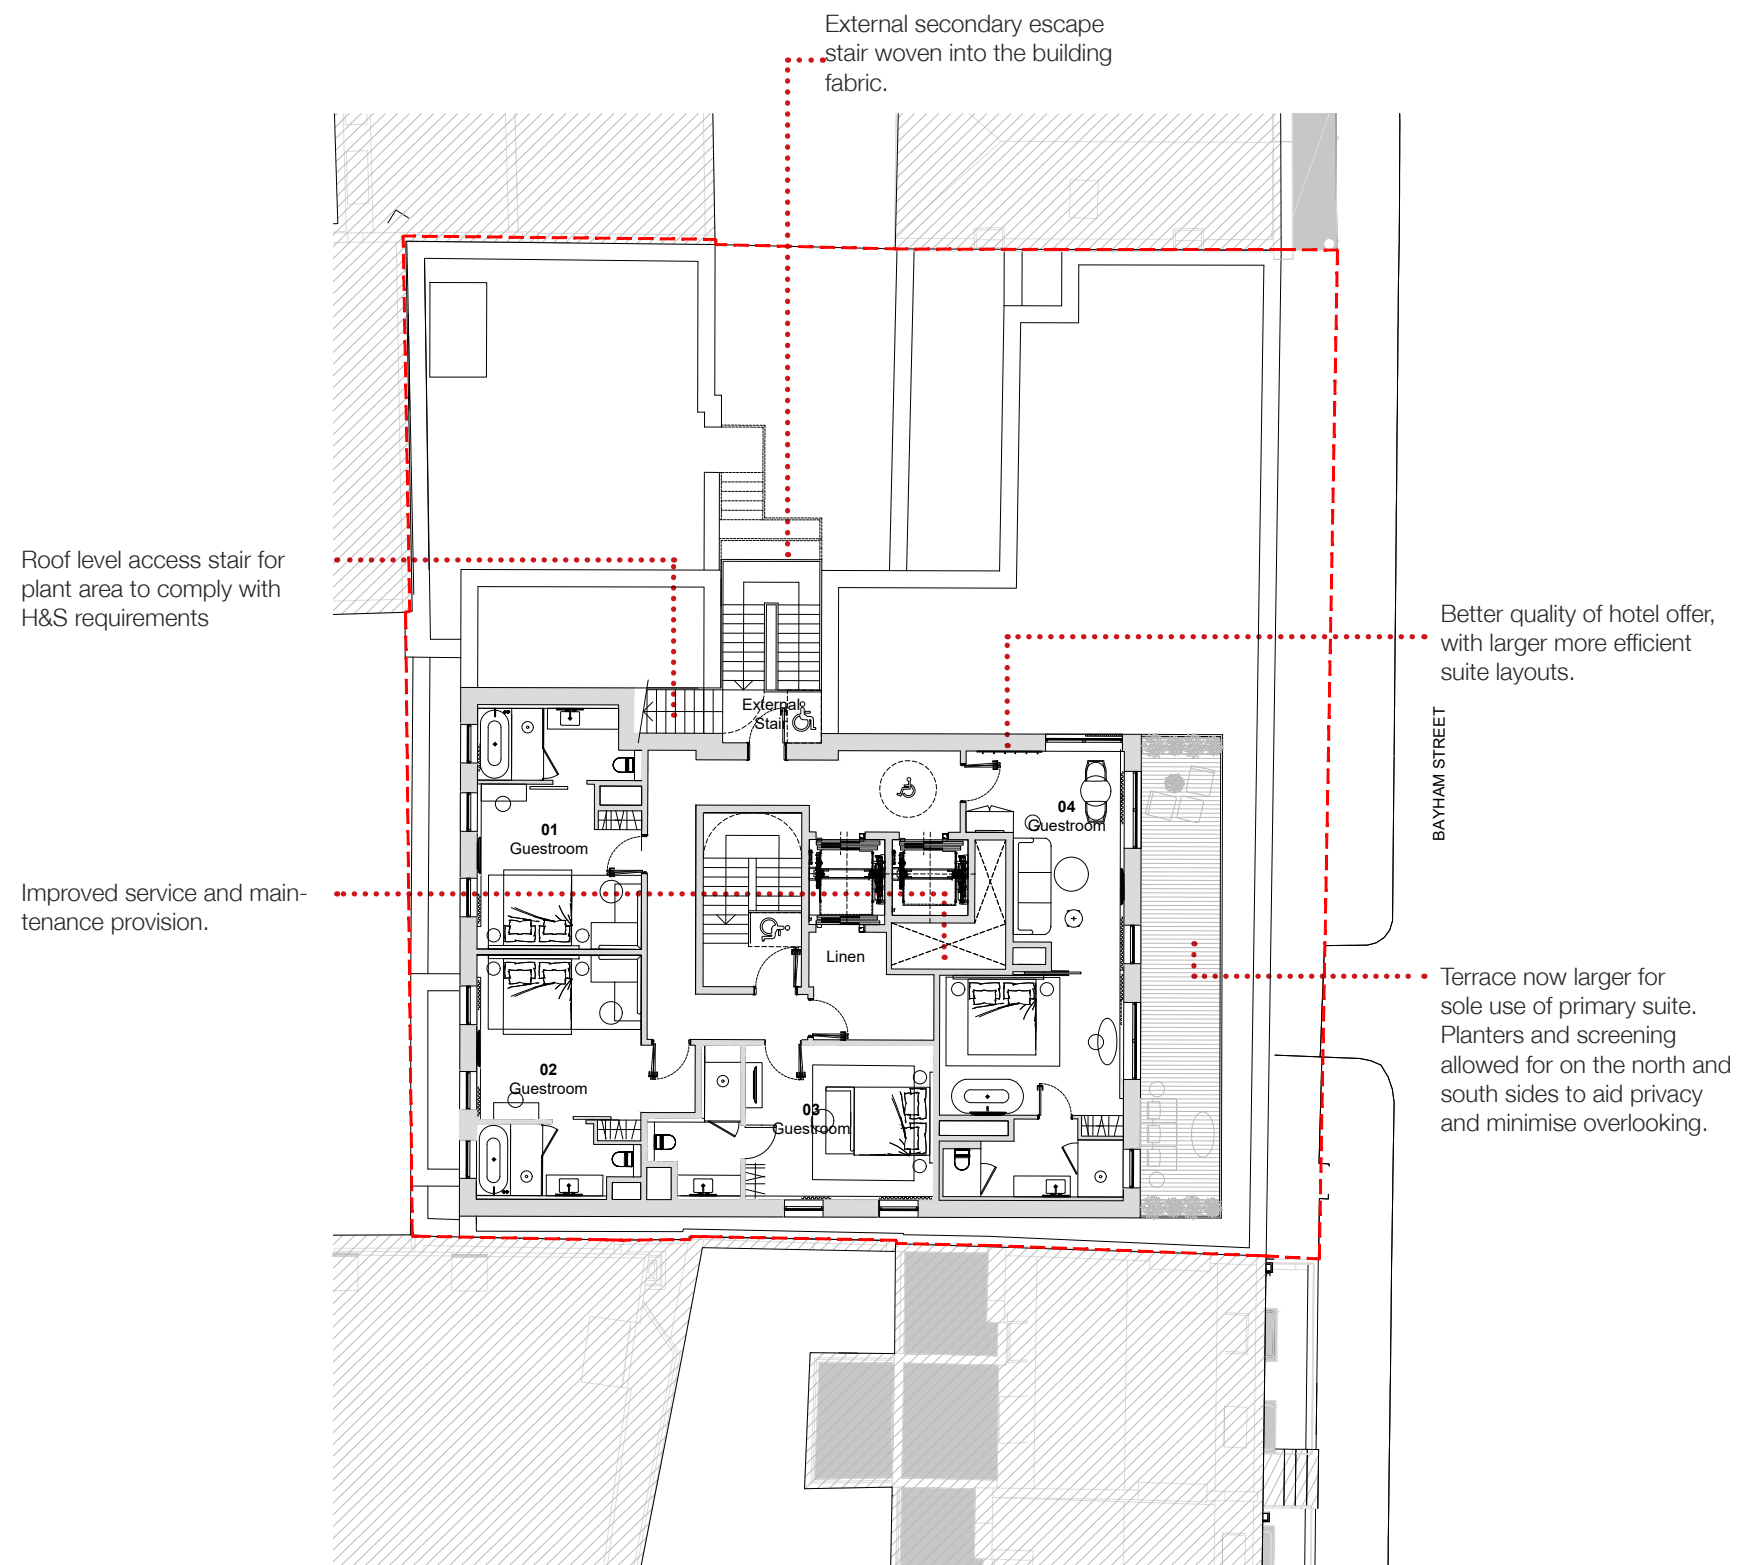 External secondary escape
stair woven into the building
fabric.
Roof level access stair for
plant area to comply with
H&S requirements
Better quality of hotel offer,
with larger more efficient
suite layouts.
External
Stair
BAYHAM STREET
04
Guestroom
01
Guestroom
Improved service and main-
tenance provision.
Linen
Terrace now larger for
sole use of primary suite.
Planters and screening
allowed for on the north and
south sides to aid privacy
and minimise overlooking.
02
Guestroom
03
Guestroom